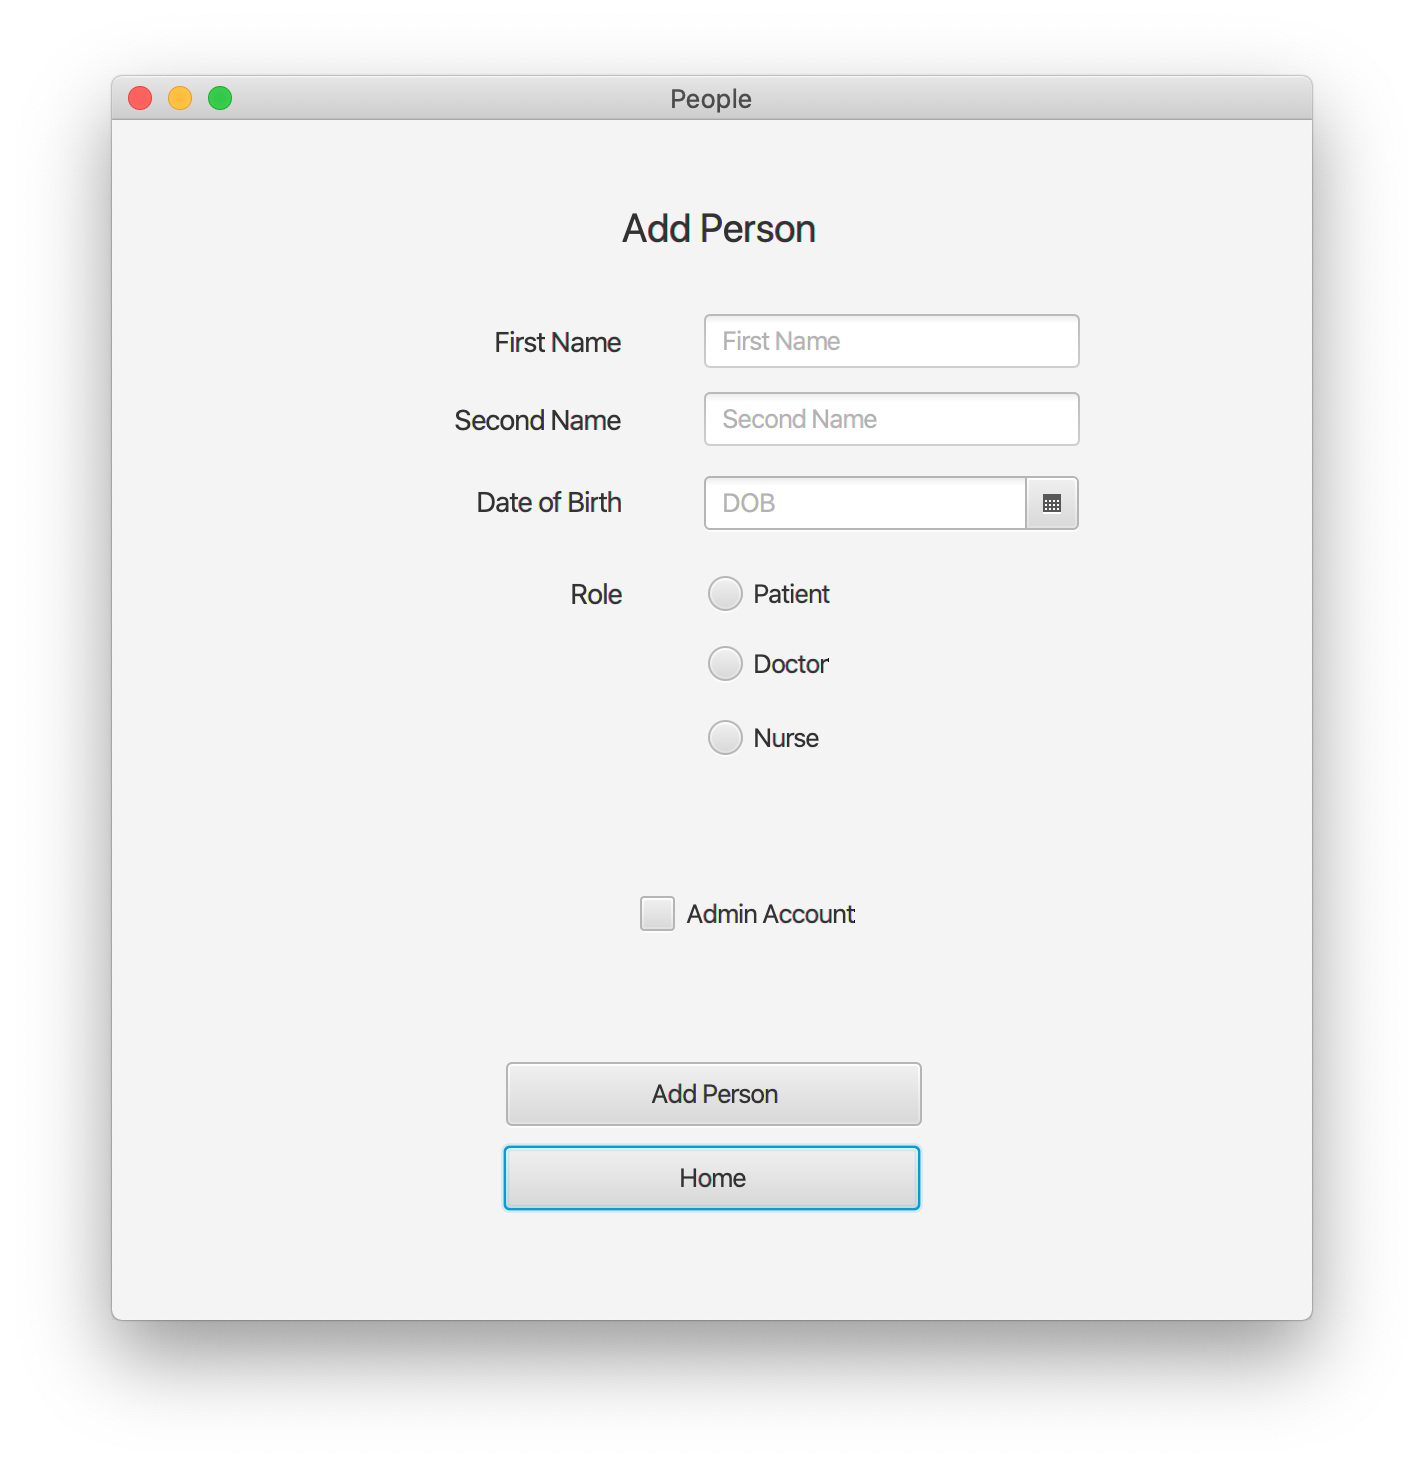 People
Add Person
First Name First Name
Second Name Second Name
Date of Birth DOB
Role Patient
Doctor
Nurse
Admin Account
Add Person
Home